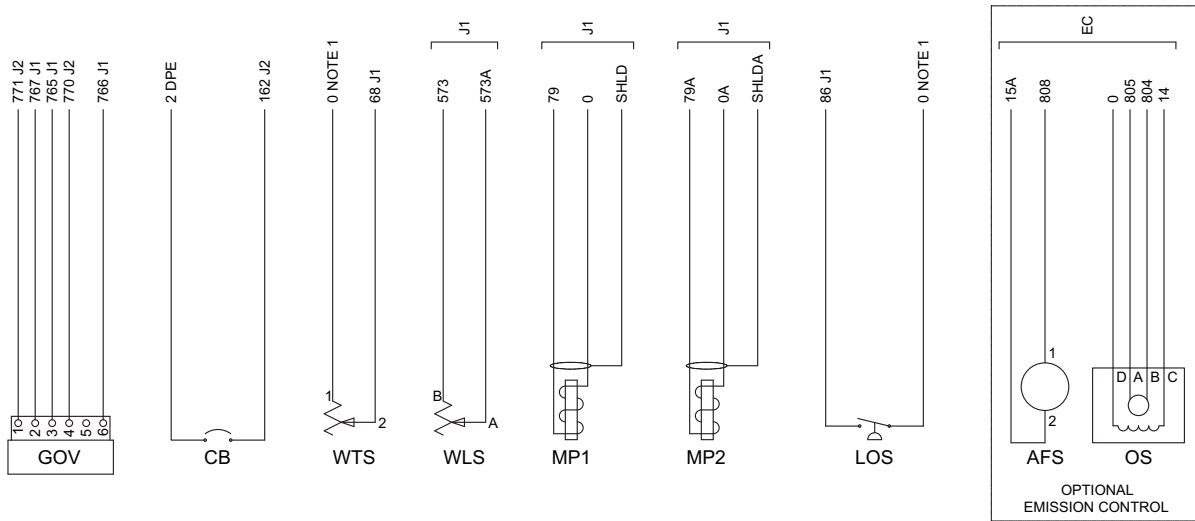 771 J2
767 J1
765 J1
770 J2
766 J1
1
2
3
4
5
6
GOV
2 DPE
162 J2
CB
0 NOTE 1
68 J1
1
2
WTS
J1
573
573A
B
A
WLS
J1
79
0
SHLD
MP1
J1
79A
0A
SHLDA
MP2
86 J1
0 NOTE 1
LOS
EC
15A
808
1
2
AFS
0
805
804
14
D
A
B
C
OS
OPTIONAL
EMISSION CONTROL